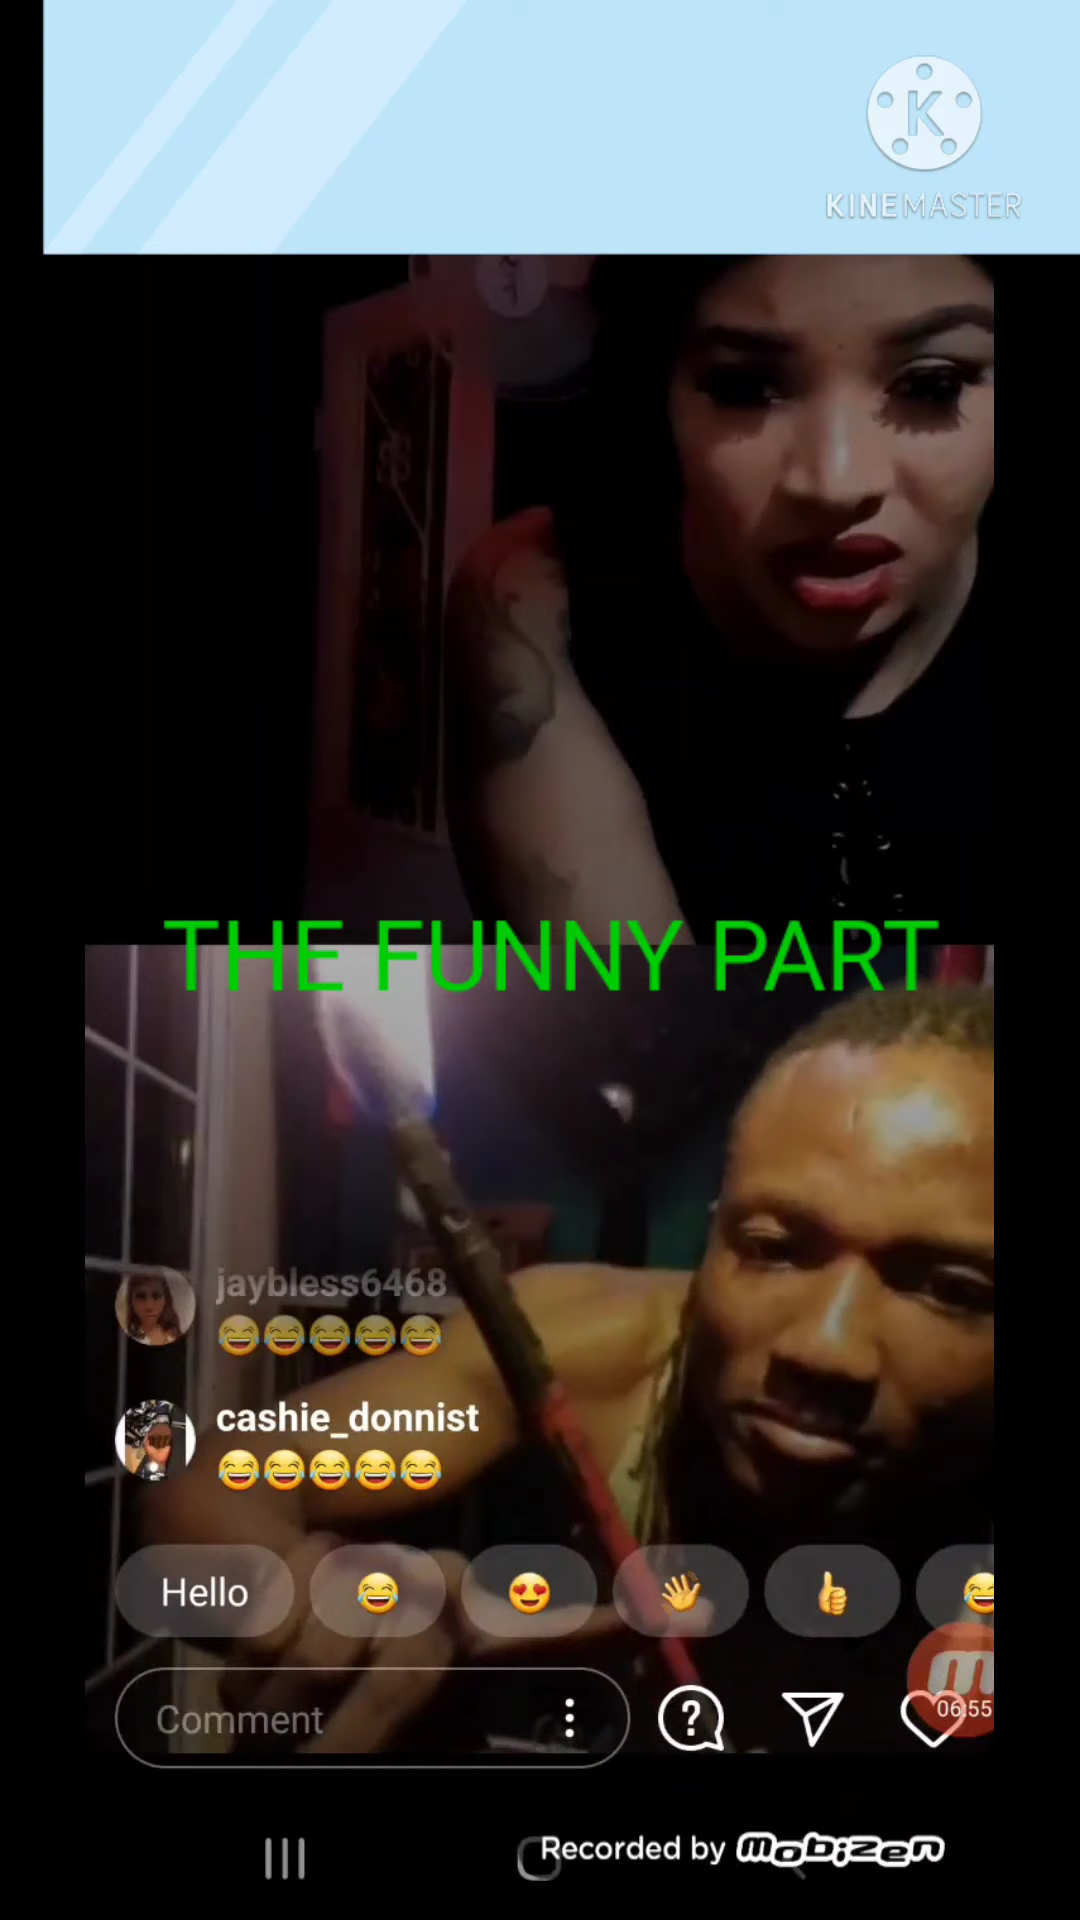 K
KINEMASTER
THE FUNNY PART
jaybless6468
😂😂😂😂😂
cashie_donnist
😂😂😂😂😂
Hello 😂 😍 👋 👍 😂
Comment
?
m
06:55
Recorded by mobizen